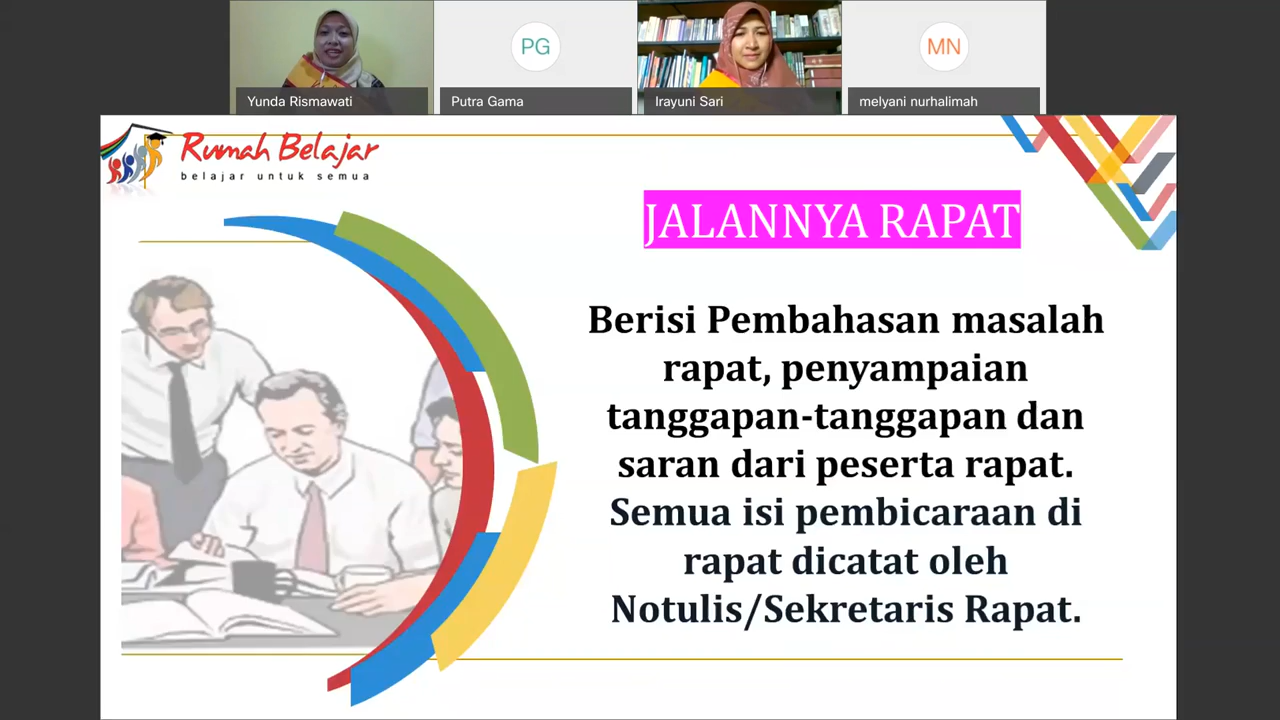 PG
MN
Yunda Rismawati
Putra Gama
Irayuni Sari
melyani nurhalimah
Rumah Belajar
belajar untuk semua
JALANNYA RAPAT
Berisi Pembahasan masalah
rapat, penyampaian
tanggapan-tanggapan dan
saran dari peserta rapat.
Semua isi pembicaraan di
rapat dicatat oleh
Notulis/Sekretaris Rapat.